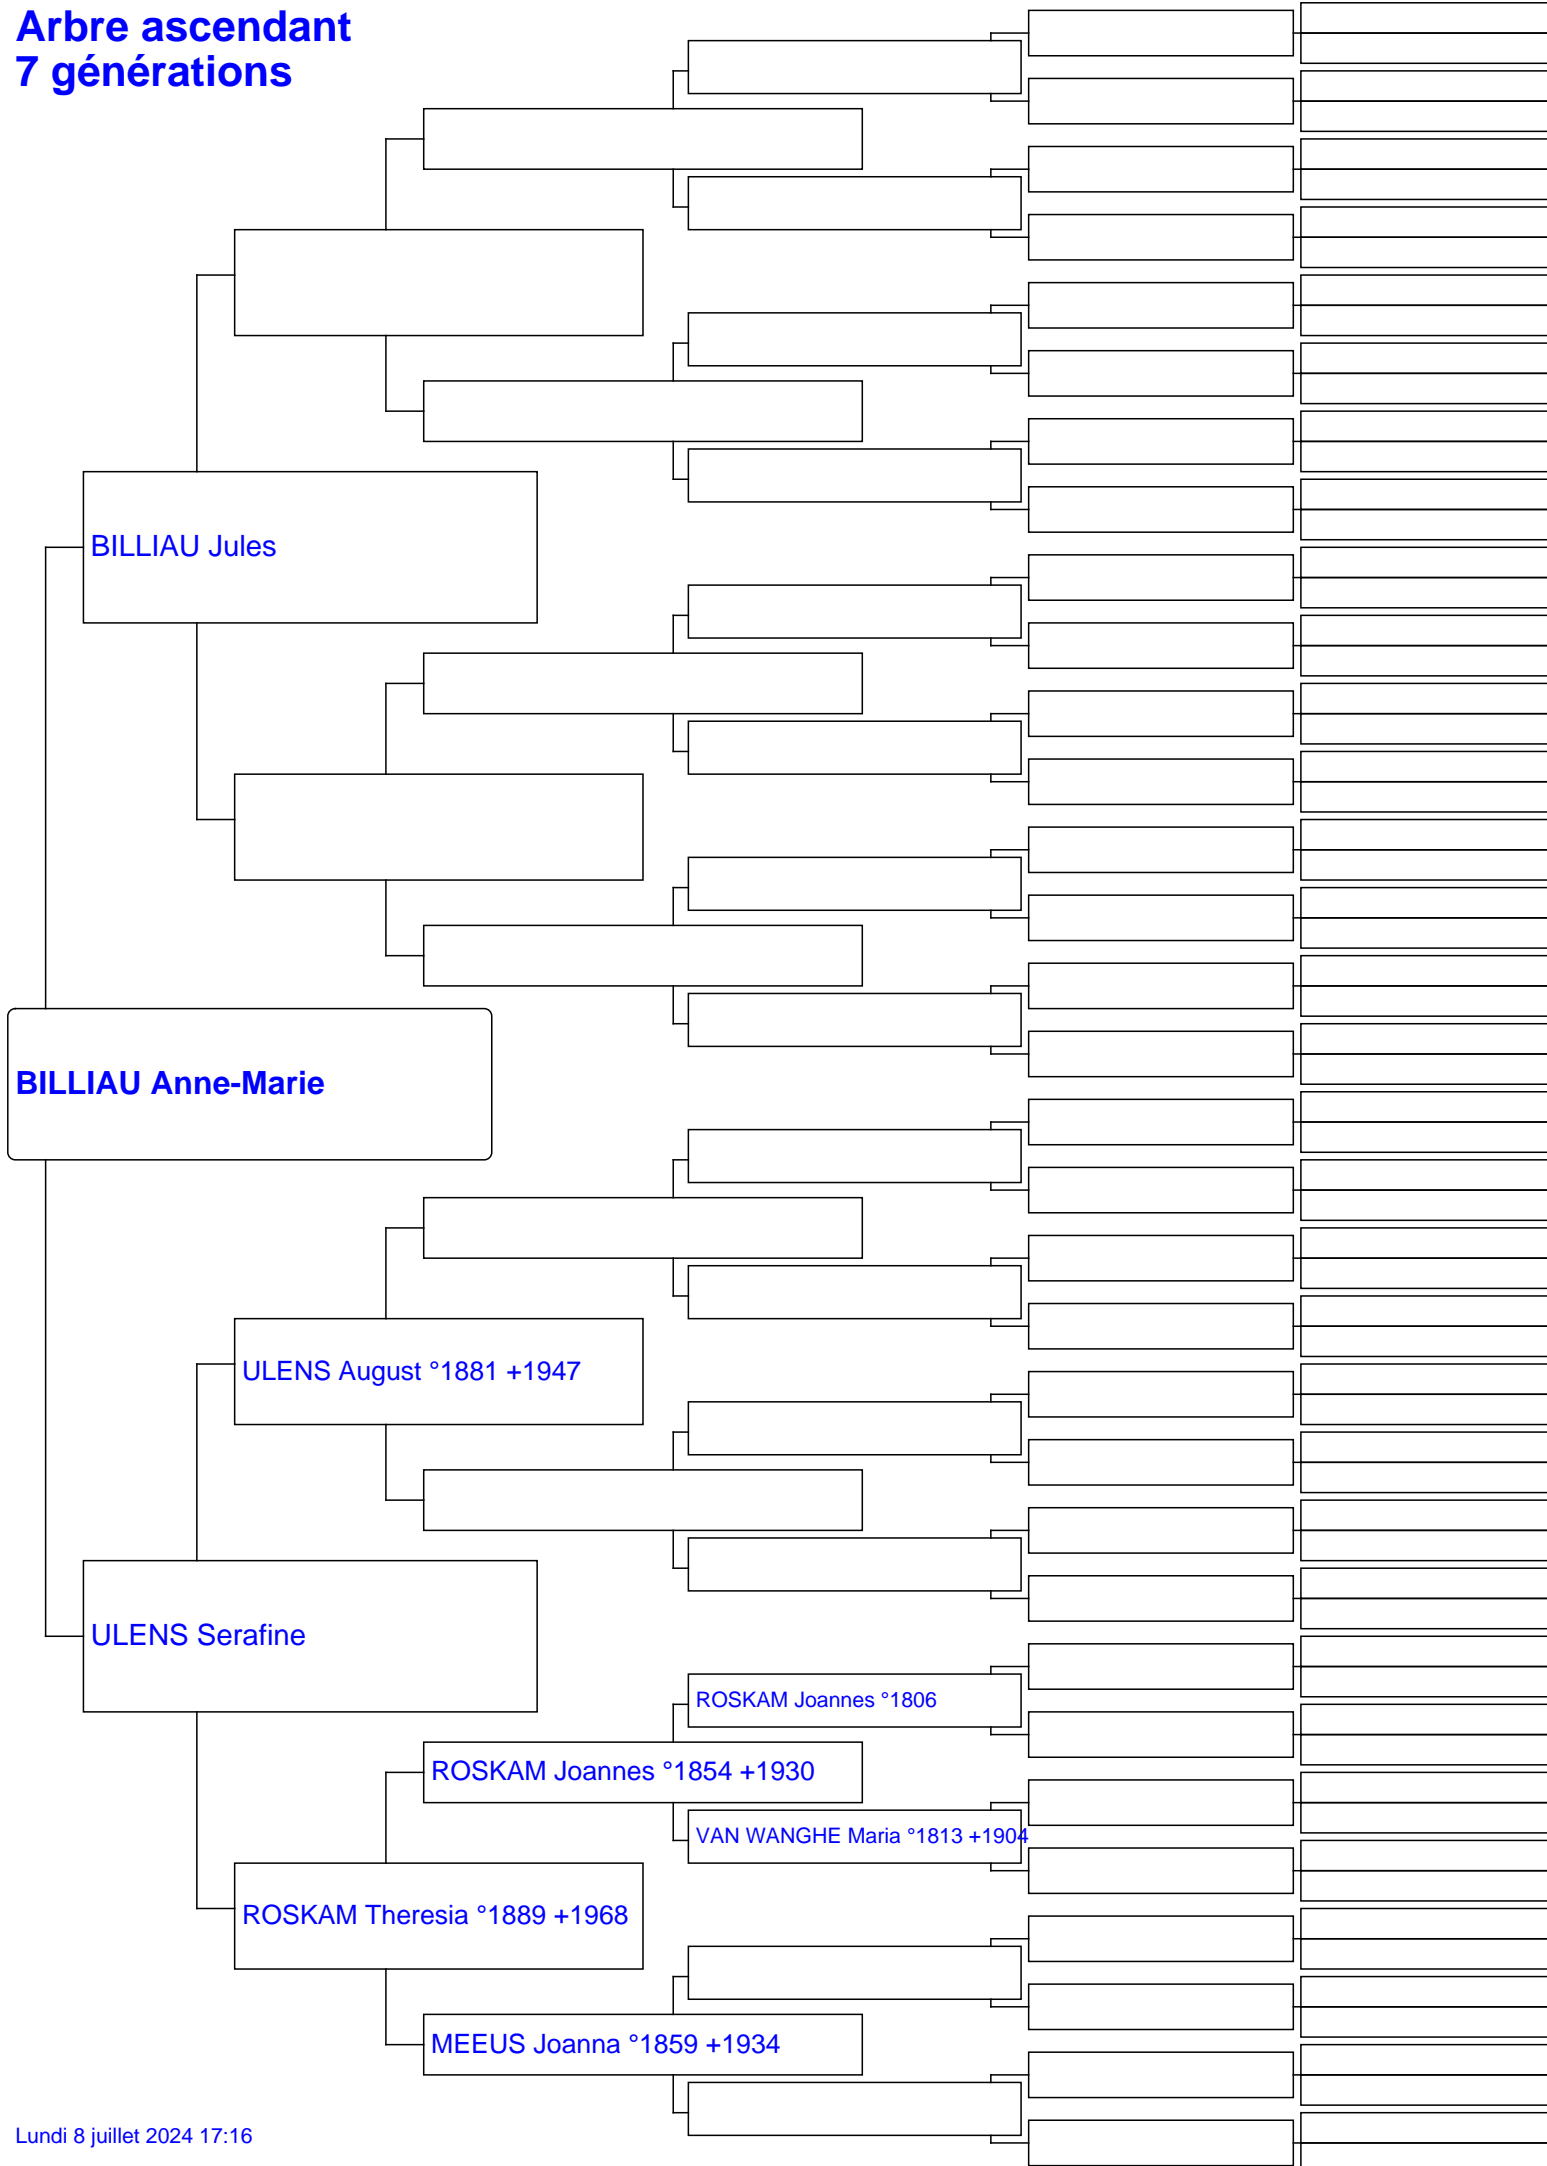 Arbre ascendant
7 générations
BILLIAU Jules
BILLIAU Anne-Marie
ULENS August °1881 +1947
ULENS Serafine
ROSKAM Joannes °1806
ROSKAM Joannes °1854 +1930
VAN WANGHE Maria °1813 +1904
ROSKAM Theresia °1889 +1968
MEEUS Joanna °1859 +1934
Lundi 8 juillet 2024 17:16